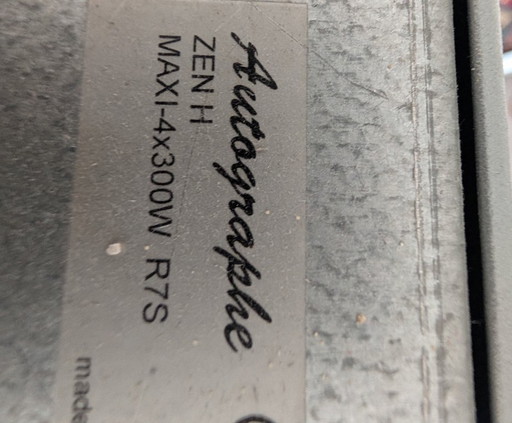 Autographe
ZEN H
MAXI-4x300W R7S
made